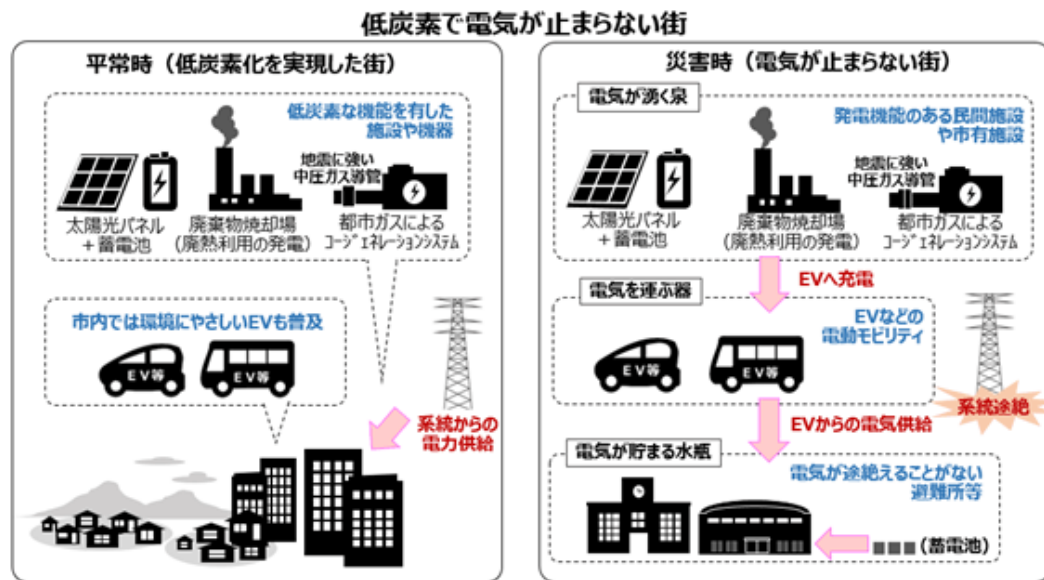 低炭素で電気が止まらない街
平常時（低炭素化を実現した街）
低炭素な機能を有した
施設や機器
地震に強い
中圧ガス導管
太陽光パネル
＋蓄電池
廃棄物焼却場
(廃熱利用の発電)
都市ガスによる
コージェネレーションシステム
市内では環境にやさしいEVも普及
EV等
EV等
系統からの
電力供給
災害時（電気が止まらない街）
電気が湧く泉
発電機能のある民間施設
や市有施設
地震に強い
中圧ガス導管
太陽光パネル
＋蓄電池
廃棄物焼却場
(廃熱利用の発電)
都市ガスによる
コージェネレーションシステム
EVへ充電
電気を運ぶ器
EVなどの
電動モビリティ
EV等
EV等
系統途絶
EVからの電気供給
電気が貯まる水瓶
電気が途絶えることがない
避難所等
(蓄電池)